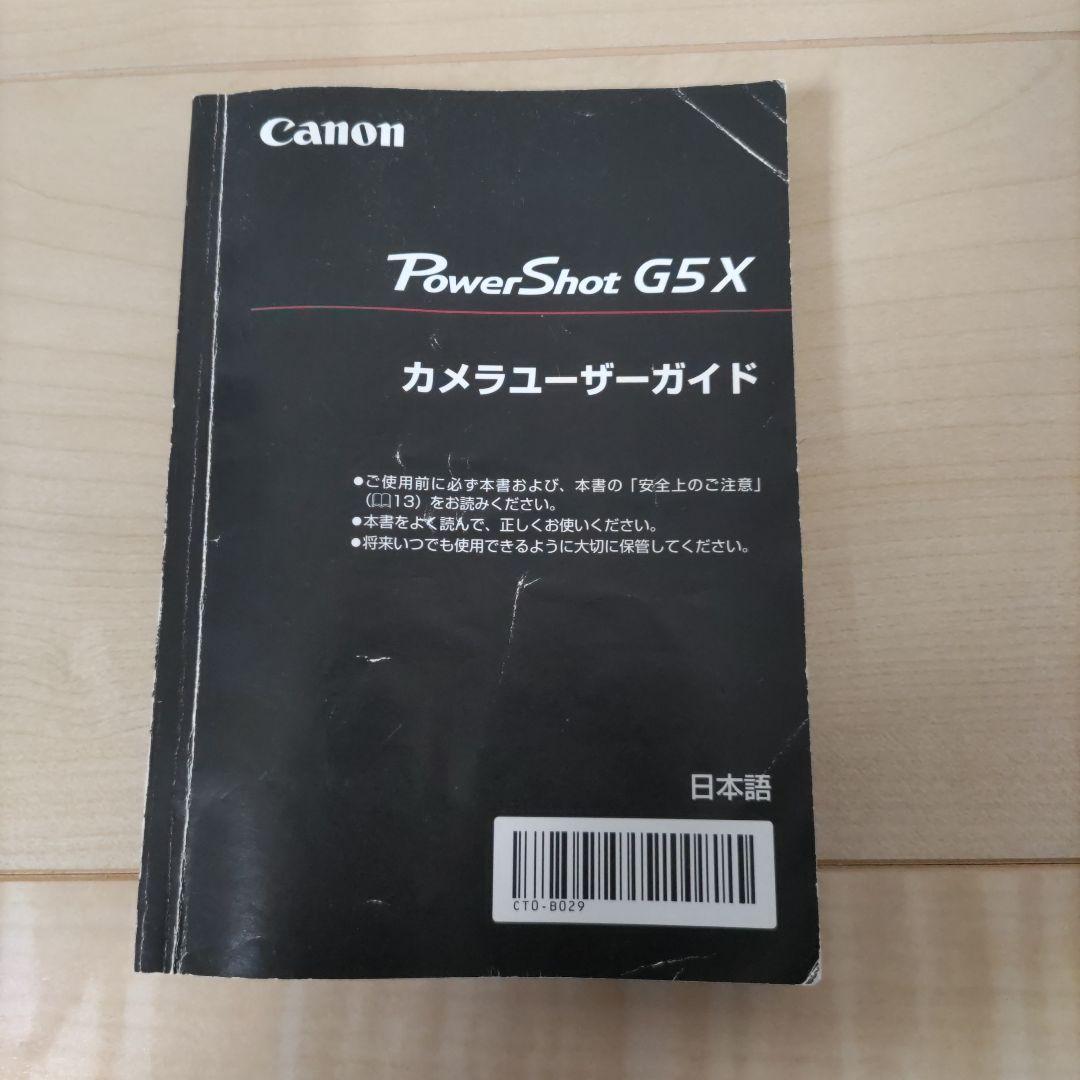 Canon
PowerShot G5 X
カメラユーザーガイド
●ご使用前に必ず本書および、本書の「安全上のご注意」
（📖13）をお読みください。
●本書をよく読んで、正しくお使いください。
●将来いつでも使用できるように大切に保管してください。
日本語
CT0-B029